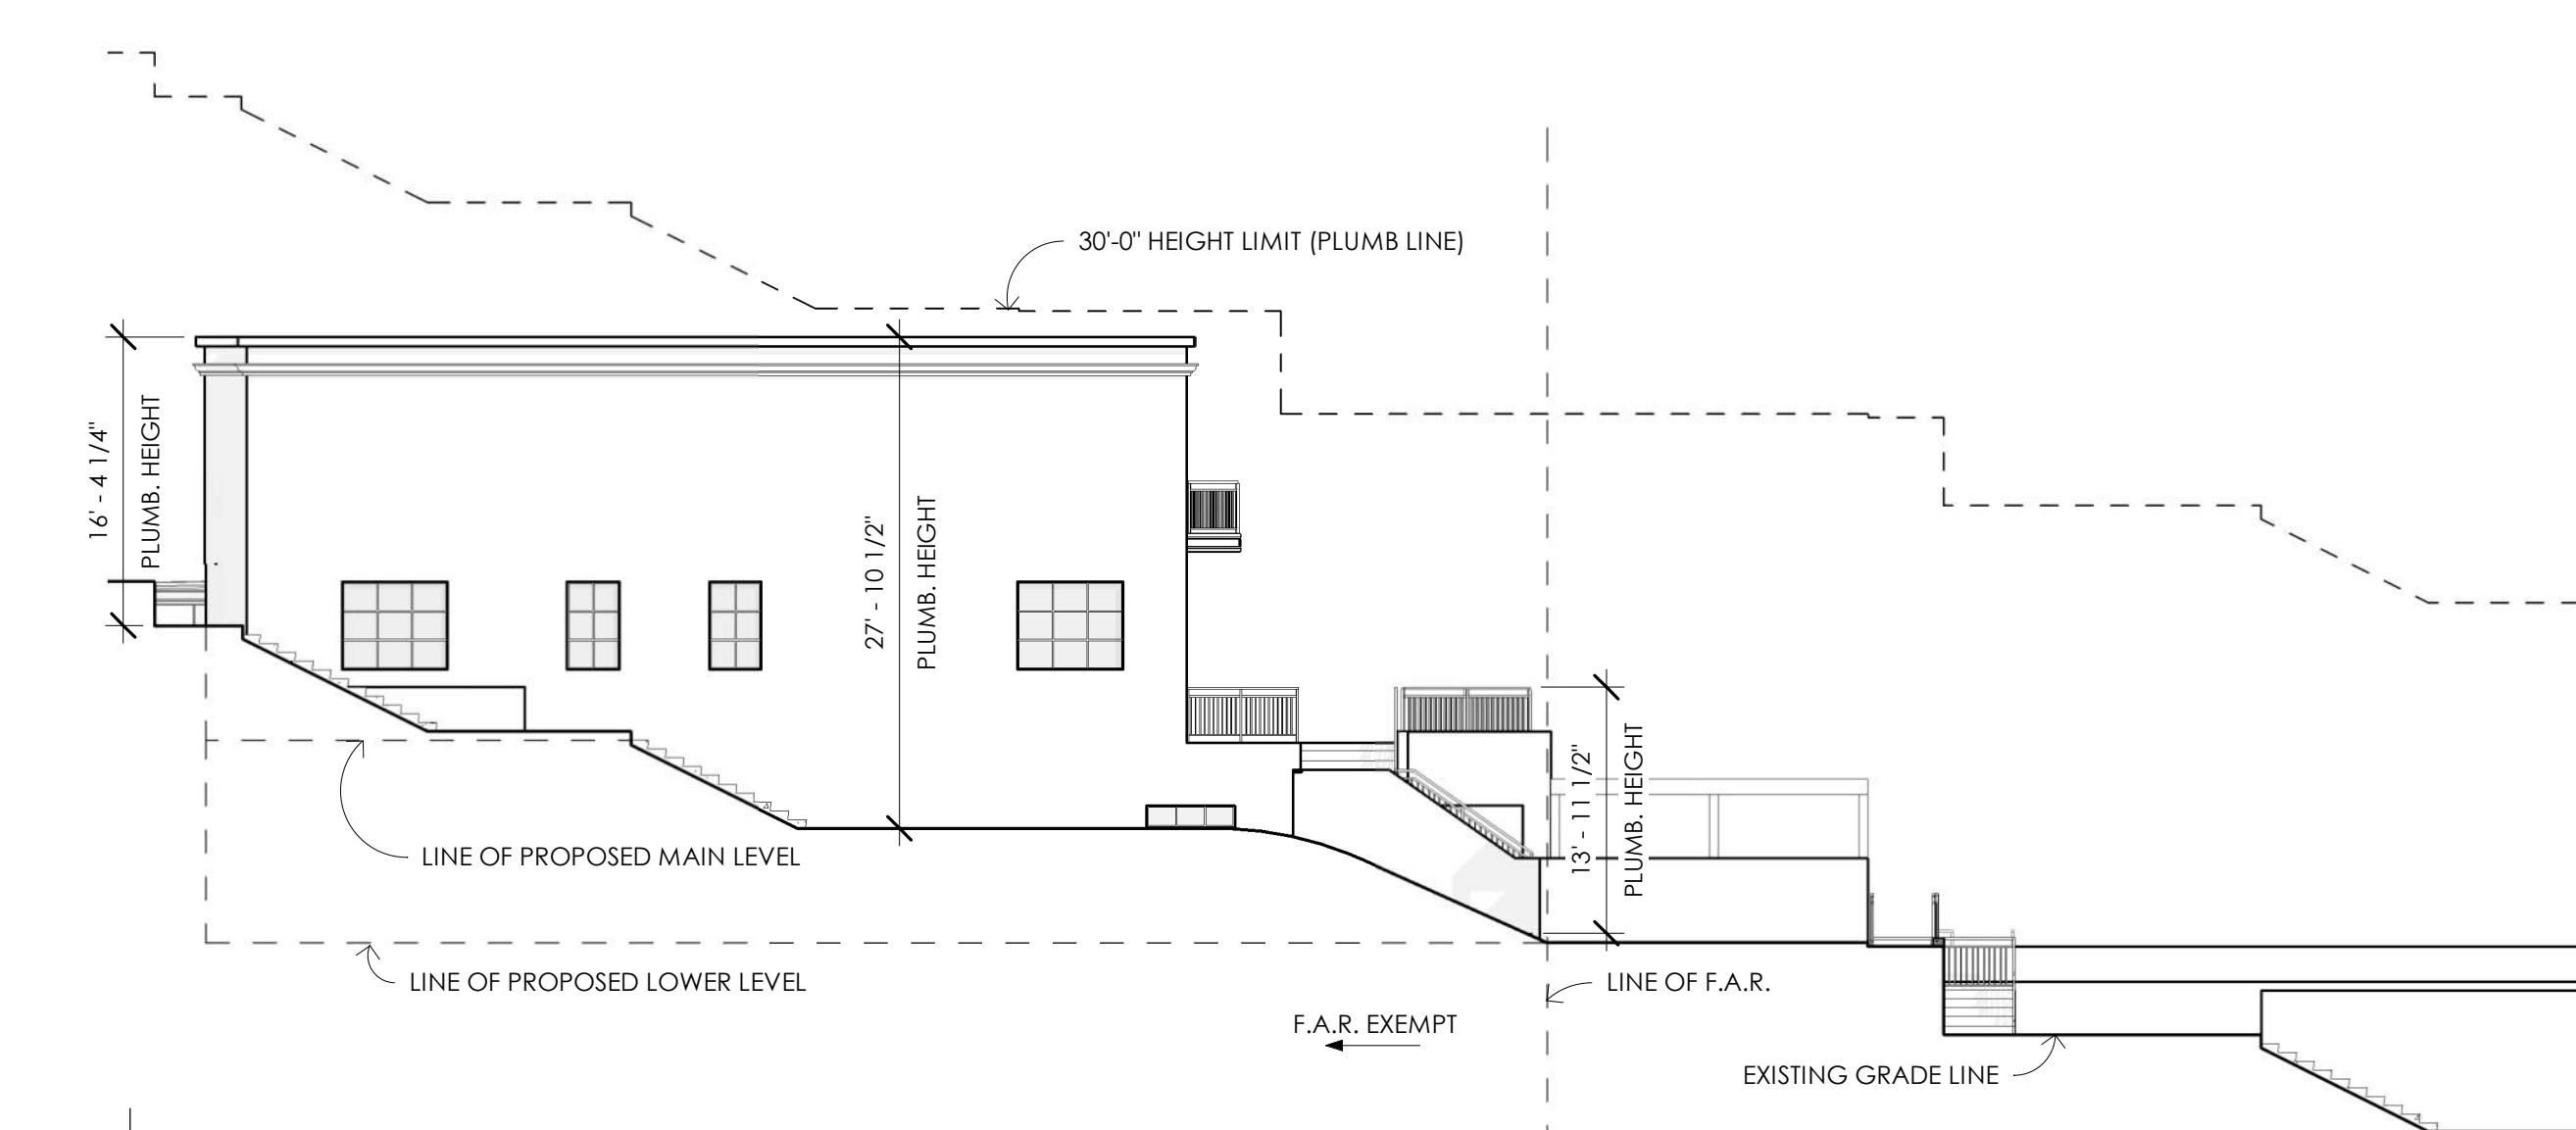 30'-0" HEIGHT LIMIT (PLUMB LINE)
16' - 4 1/4"
PLUMB. HEIGHT
27' - 10 1/2"
PLUMB. HEIGHT
13' - 11 1/2"
PLUMB. HEIGHT
LINE OF PROPOSED MAIN LEVEL
LINE OF PROPOSED LOWER LEVEL
LINE OF F.A.R.
F.A.R. EXEMPT
EXISTING GRADE LINE